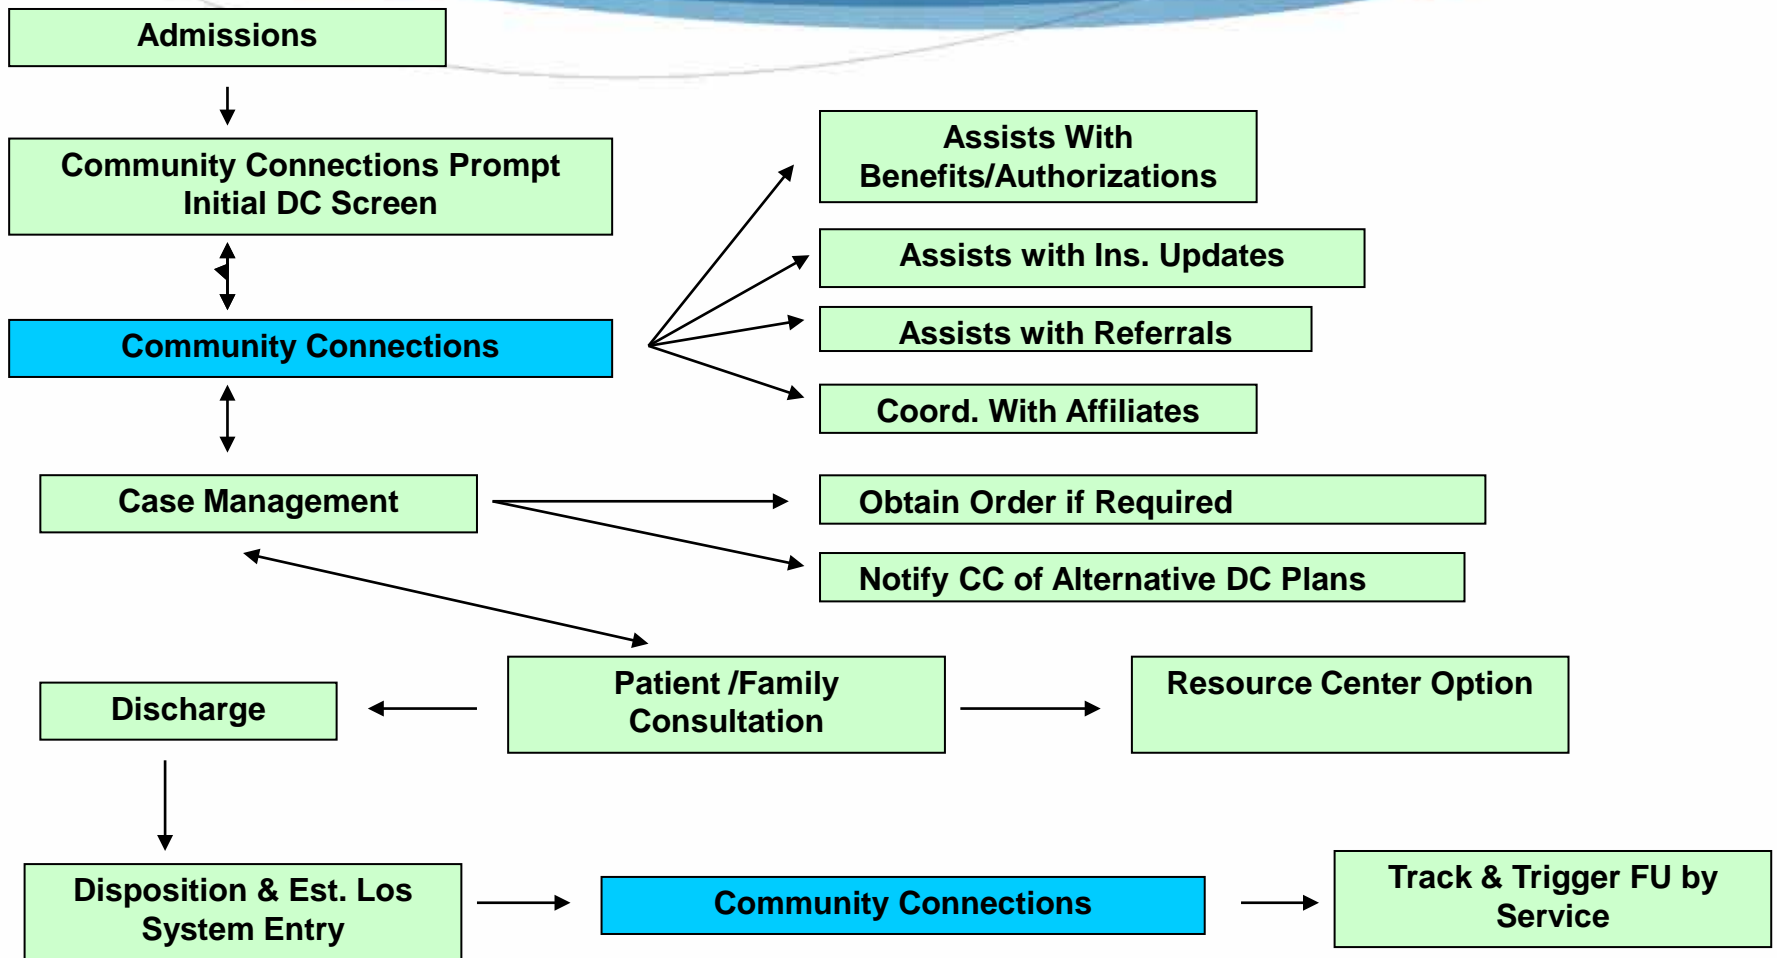 Admissions
Community Connections Prompt
Initial DC Screen
Community Connections
Assists With
Benefits/Authorizations
Assists with Ins. Updates
Assists with Referrals
Coord. With Affiliates
Case Management
Obtain Order if Required
Notify CC of Alternative DC Plans
Patient /Family
Consultation
Resource Center Option
Discharge
Disposition & Est. Los
System Entry
Community Connections
Track & Trigger FU by
Service